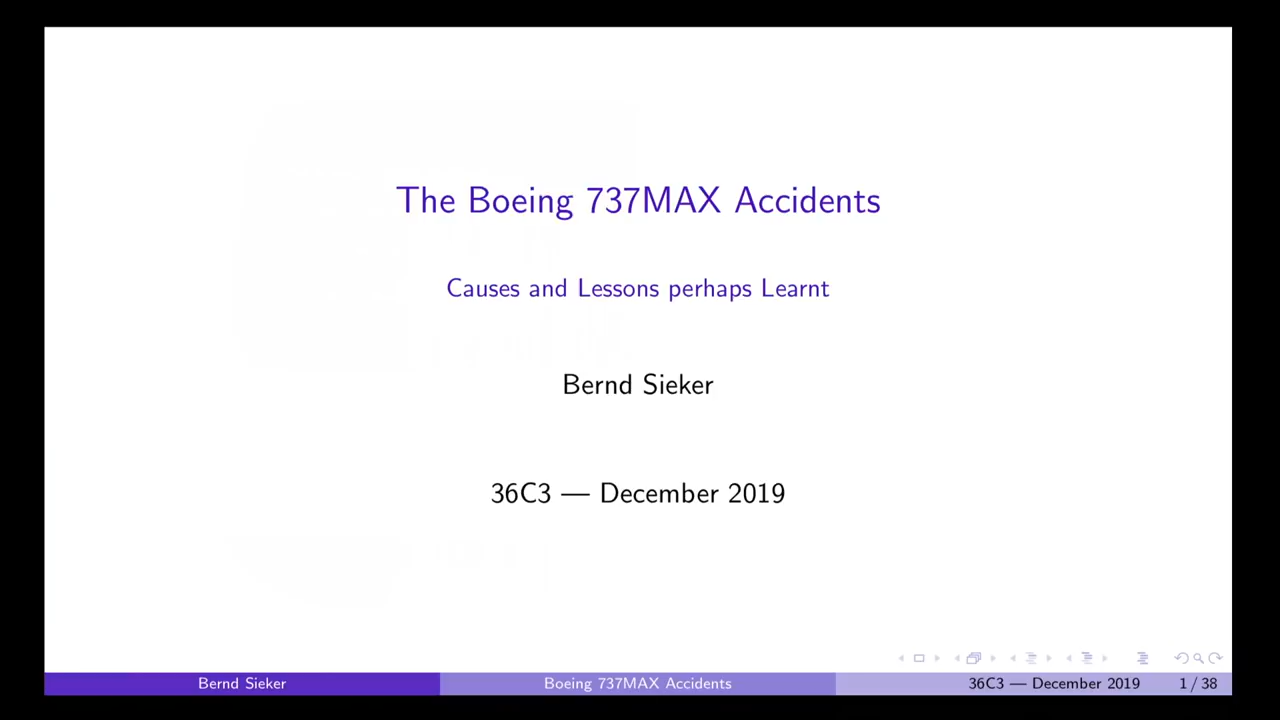 The Boeing 737MAX Accidents
Causes and Lessons perhaps Learnt
Bernd Sieker
36C3 — December 2019
Bernd Sieker
Boeing 737MAX Accidents
36C3 — December 2019
1 / 38